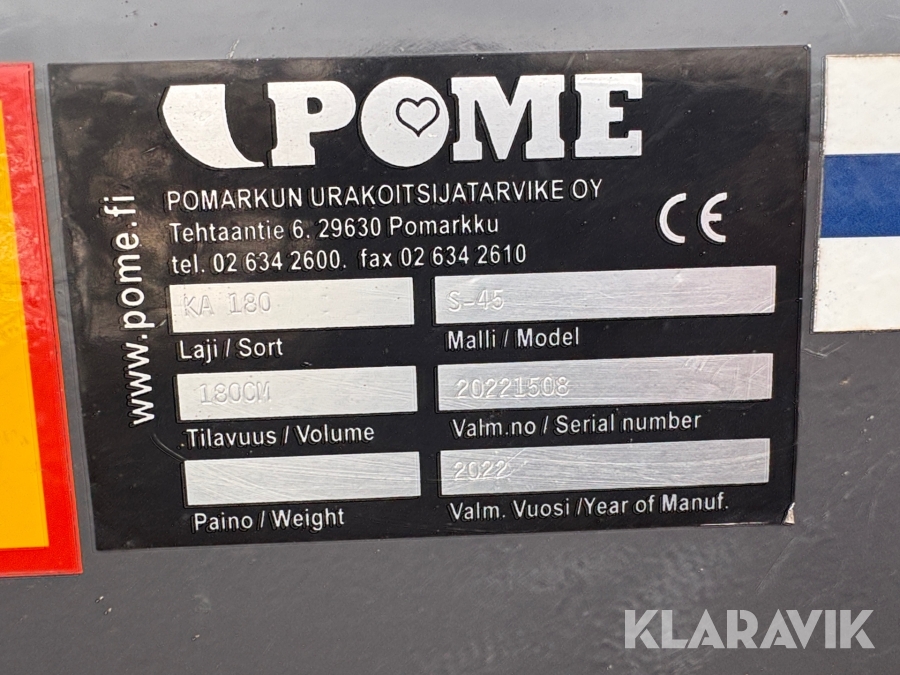 POME
POMARKUN URAKOITSIJATARVIKE OY
Tehtaantie 6, 29630 Pomarkku
CE
tel. 02 634 2600. fax 02 634 2610
www.pome.fi
KA 180
S-45
Laji / Sort
Malli / Model
180CM
20221508
Tilavuus / Volume
Valm.no / Serial number
2022
Paino / Weight
Valm. Vuosi /Year of Manuf.
KLARAVIK